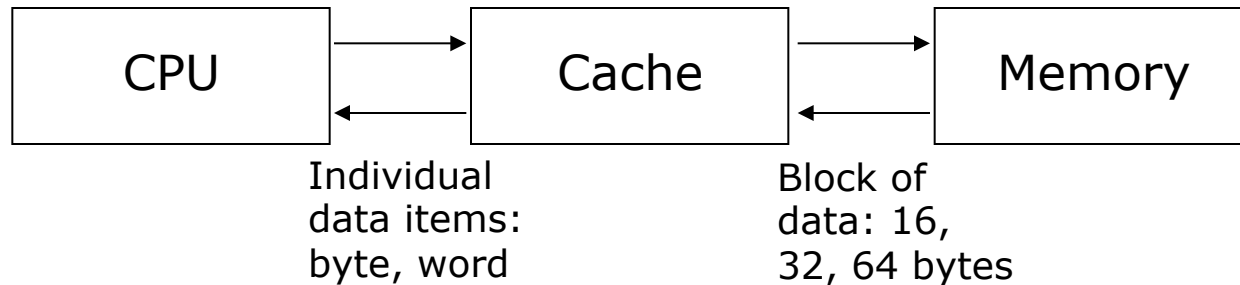 CPU
Cache
Memory
Individual
data items:
byte, word
Block of
data: 16,
32, 64 bytes